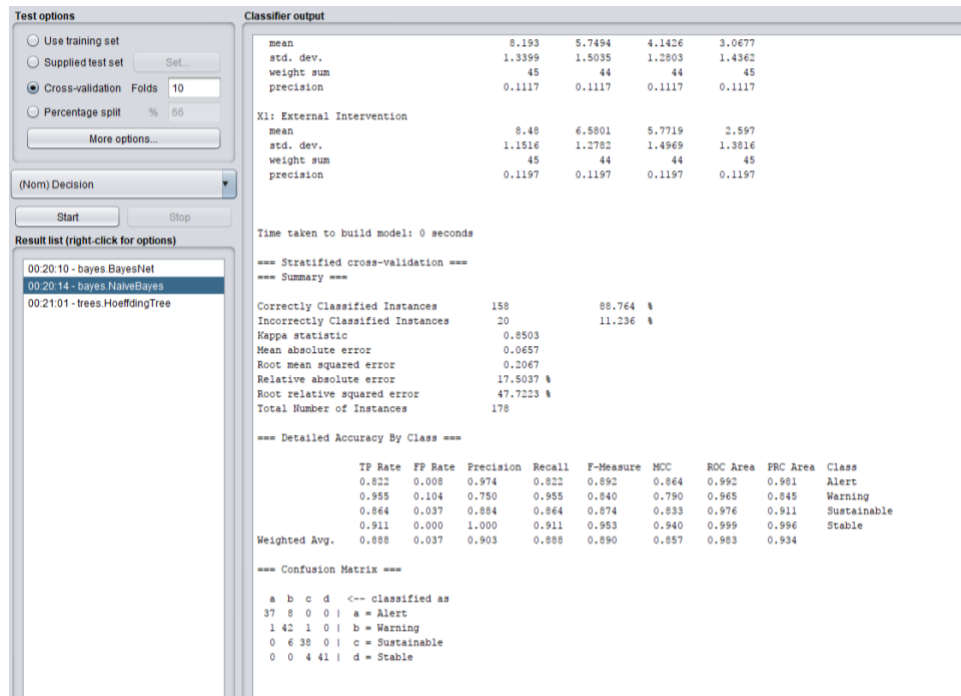 Test options
Use training set
Supplied test set Set...
Cross-validation Folds 10
Percentage split % 66
More options...
(Nom) Decision
Start Stop
Result list (right-click for options)
00:20:10 - bayes.BayesNet
00:20:14 - bayes.NaiveBayes
00:21:01 - trees.HoeffdingTree
Classifier output
mean 8.193 5.7494 4.1426 3.0677
std. dev. 1.3399 1.5035 1.2803 1.4362
weight sum 45 44 44 45
precision 0.1117 0.1117 0.1117 0.1117
X1: External Intervention
mean 8.48 6.5801 5.7719 2.597
std. dev. 1.1516 1.2782 1.4969 1.3816
weight sum 45 44 44 45
precision 0.1197 0.1197 0.1197 0.1197
Time taken to build model: 0 seconds
=== Stratified cross-validation ===
=== Summary ===
Correctly Classified Instances 158 88.764 %
Incorrectly Classified Instances 20 11.236 %
Kappa statistic 0.8503
Mean absolute error 0.0657
Root mean squared error 0.2067
Relative absolute error 17.5037 %
Root relative squared error 47.7223 %
Total Number of Instances 178
=== Detailed Accuracy By Class ===
TP Rate FP Rate Precision Recall F-Measure MCC ROC Area PRC Area Class
0.822 0.008 0.974 0.822 0.892 0.864 0.992 0.981 Alert
0.955 0.104 0.750 0.955 0.840 0.790 0.965 0.845 Warning
0.864 0.037 0.884 0.864 0.874 0.833 0.976 0.911 Sustainable
0.911 0.000 1.000 0.911 0.953 0.940 0.999 0.996 Stable
Weighted Avg. 0.888 0.037 0.903 0.888 0.890 0.857 0.983 0.934
=== Confusion Matrix ===
a b c d <-- classified as
37 8 0 0 | a = Alert
1 42 1 0 | b = Warning
0 6 38 0 | c = Sustainable
0 0 4 41 | d = Stable